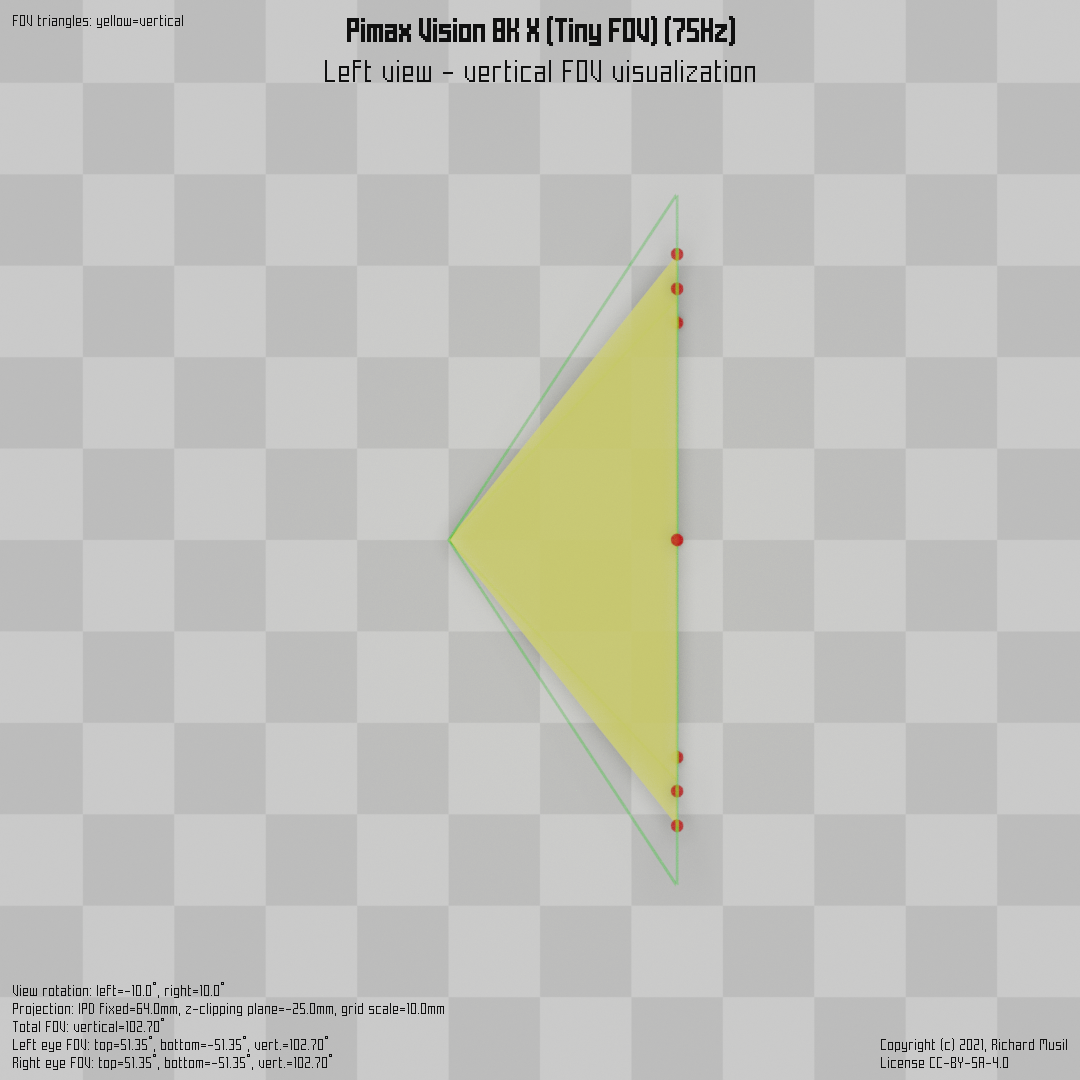 FOV triangles: yellow=vertical
Pimax Vision 8K X (Tiny FOV) (75Hz)
Left view - vertical FOV visualization
View rotation: left=-10.0°, right=10.0°
Projection: IPD fixed=64.0mm, z-clipping plane=-25.0mm, grid scale=10.0mm
Total FOV: vertical=102.70°
Left eye FOV: top=51.35°, bottom=-51.35°, vert.=102.70°
Right eye FOV: top=51.35°, bottom=-51.35°, vert.=102.70°
Copyright (c) 2021, Richard Musil
License CC-BY-SA-4.0